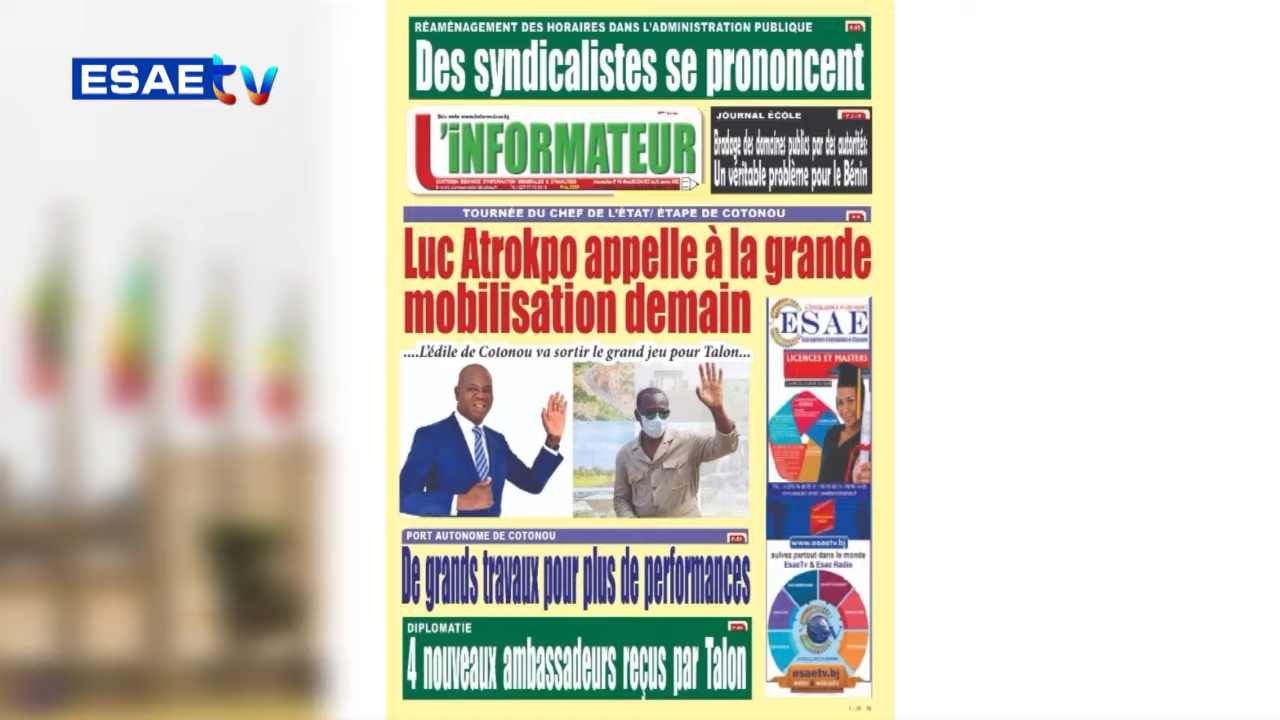 ESAE tv
RÉAMÉNAGEMENT DES HORAIRES DANS L'ADMINISTRATION PUBLIQUE
Des syndicalistes se prononcent
L'iNFORMATEUR
JOURNAL ÉCOLE
Bradage des domaines publics par des autorités
Un véritable problème pour le Bénin
TOURNÉE DU CHEF DE L'ÉTAT/ ÉTAPE DE COTONOU
Luc Atrokpo appelle à la grande
mobilisation demain
....L'édile de Cotonou va sortir le grand jeu pour Talon...
ESAE
LICENCES ET MASTERS
www.esaetv.bj
suivez partout dans le monde
EsaeTv & Esae Radio
esaetv.bj
PORT AUTONOME DE COTONOU
De grands travaux pour plus de performances
DIPLOMATIE
4 nouveaux ambassadeurs reçus par Talon